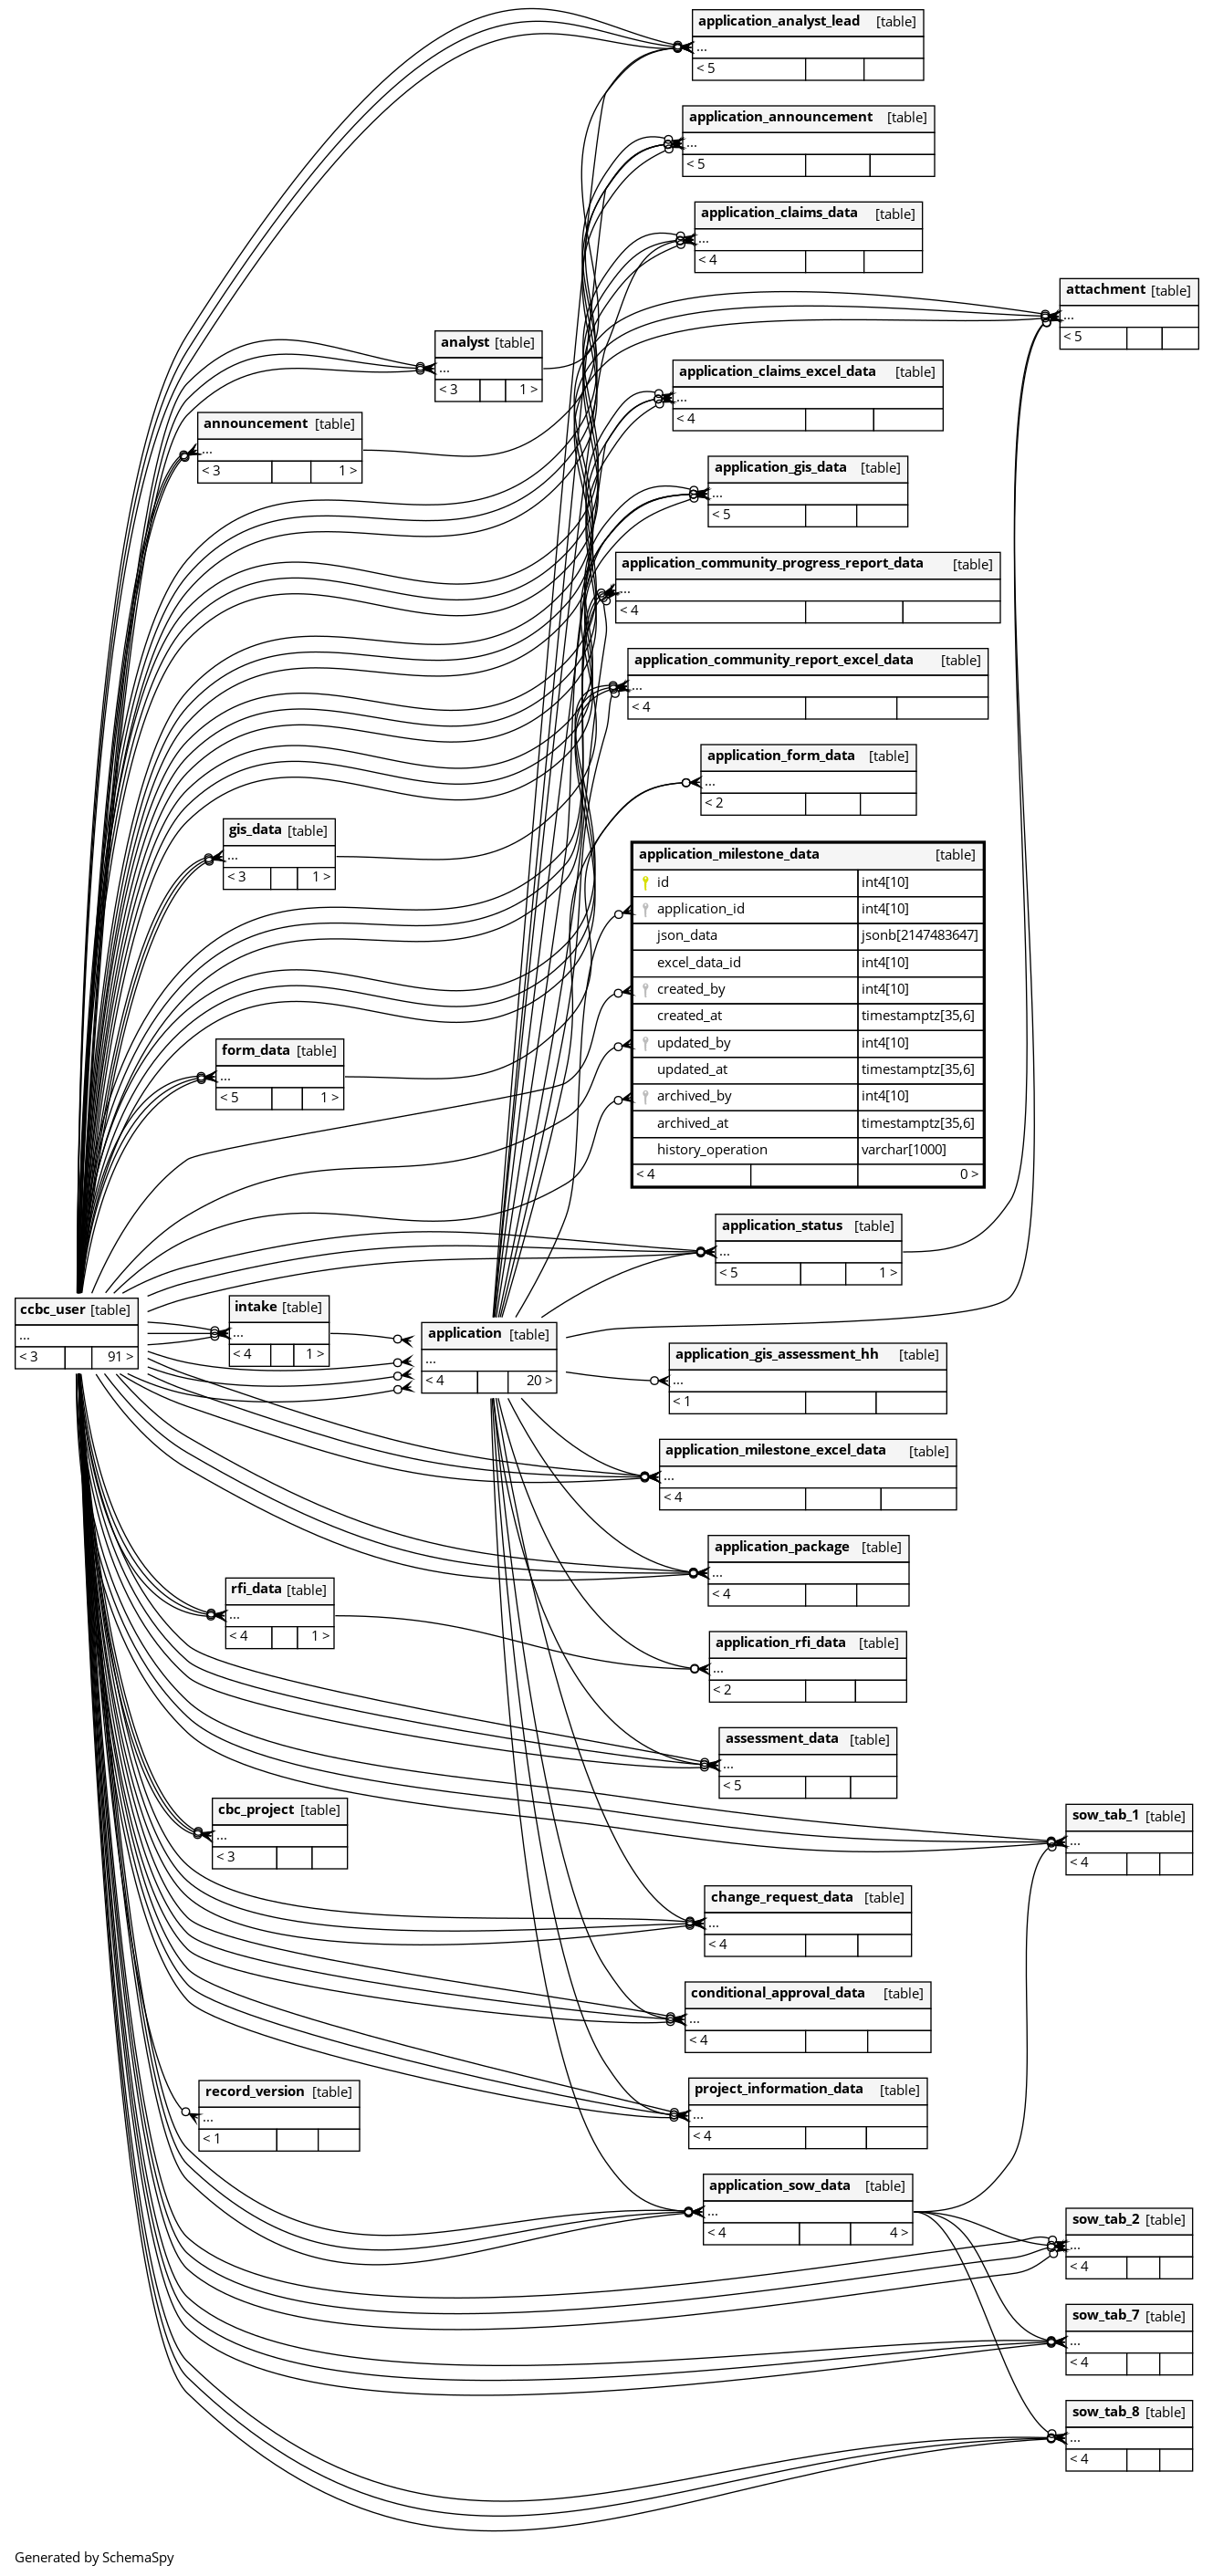 application_analyst_lead [table]
...
< 5
application_announcement [table]
...
< 5
application_claims_data [table]
...
< 4
attachment [table]
...
< 5
analyst [table]
...
< 3 1 >
application_claims_excel_data [table]
...
< 4
announcement [table]
...
< 3 1 >
application_gis_data [table]
...
< 5
application_community_progress_report_data [table]
...
< 4
application_community_report_excel_data [table]
...
< 4
application_form_data [table]
...
< 2
gis_data [table]
...
< 3 1 >
application_milestone_data [table]
id int4[10]
application_id int4[10]
json_data jsonb[2147483647]
excel_data_id int4[10]
created_by int4[10]
created_at timestamptz[35,6]
updated_by int4[10]
updated_at timestamptz[35,6]
archived_by int4[10]
archived_at timestamptz[35,6]
history_operation varchar[1000]
< 4 0 >
form_data [table]
...
< 5 1 >
application_status [table]
...
< 5 1 >
ccbc_user [table]
...
< 3 91 >
intake [table]
...
< 4 1 >
application [table]
...
< 4 20 >
application_gis_assessment_hh [table]
...
< 1
application_milestone_excel_data [table]
...
< 4
application_package [table]
...
< 4
rfi_data [table]
...
< 4 1 >
application_rfi_data [table]
...
< 2
assessment_data [table]
...
< 5
cbc_project [table]
...
< 3
sow_tab_1 [table]
...
< 4
change_request_data [table]
...
< 4
conditional_approval_data [table]
...
< 4
record_version [table]
...
< 1
project_information_data [table]
...
< 4
application_sow_data [table]
...
< 4 4 >
sow_tab_2 [table]
...
< 4
sow_tab_7 [table]
...
< 4
sow_tab_8 [table]
...
< 4
Generated by SchemaSpy